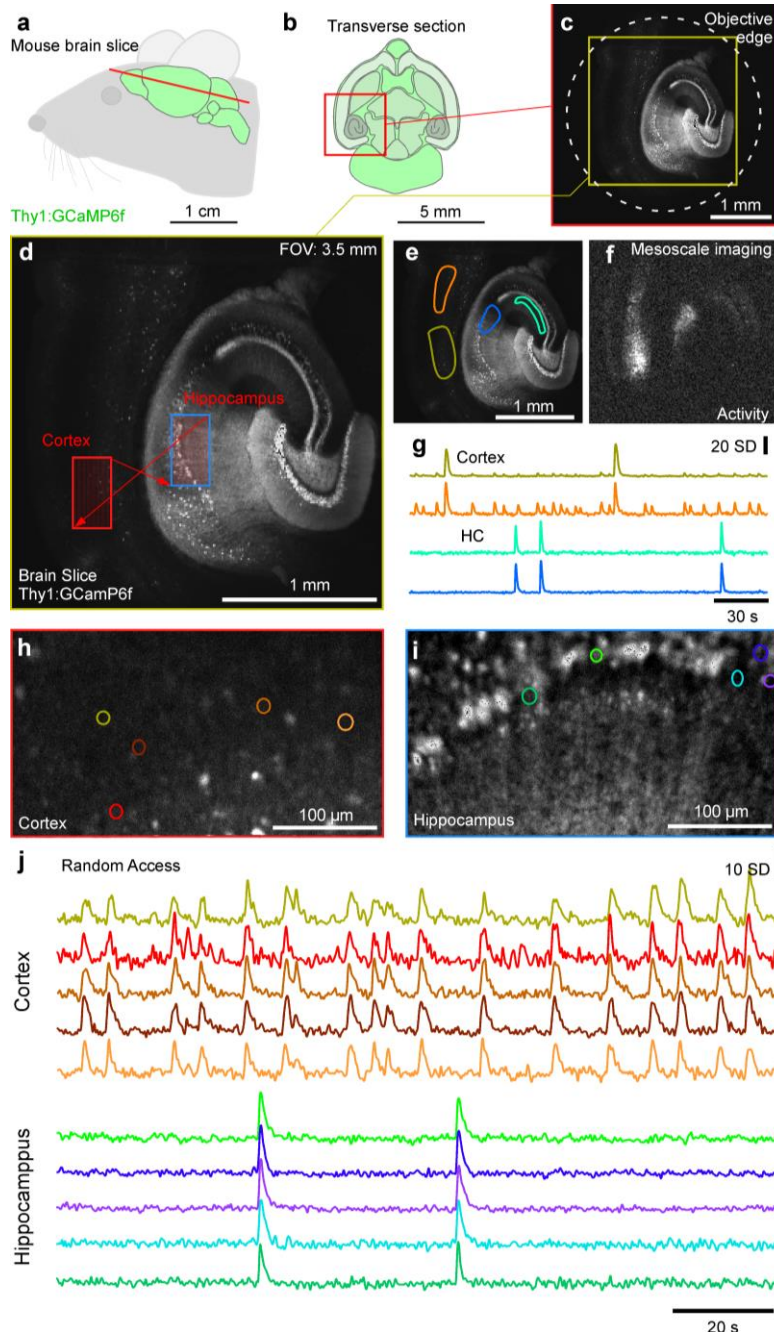 a
Mouse brain slice
Thy1:GCaMP6f
1 cm
b
Transverse section
5 mm
c
Objective
edge
1 mm
d
FOV: 3.5 mm
Hippocampus
Cortex
Brain Slice
Thy1:GCamP6f
1 mm
e
1 mm
f
Mesoscale imaging
Activity
g
20 SD
Cortex
HC
30 s
h
Cortex
100 µm
i
Hippocampus
100 µm
j
Random Access
10 SD
Cortex
Hippocamppus
20 s